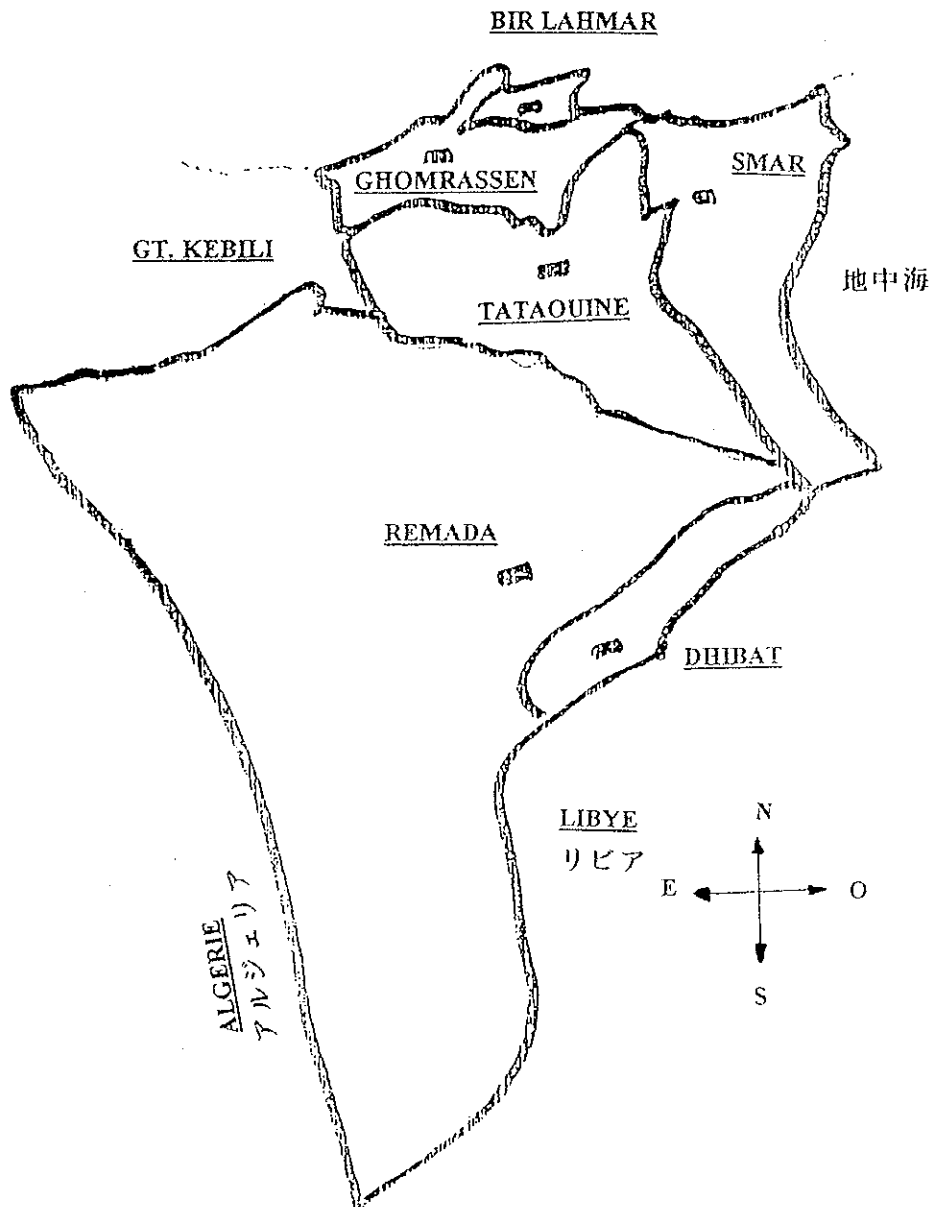 BIR LAHMAR
GHOMRASSEN
SMAR
GT. KEBILI
地中海
TATAOUINE
REMADA
DHIBAT
LIBYE
リビア
N
E
O
S
ALGERIE
アルジェリア